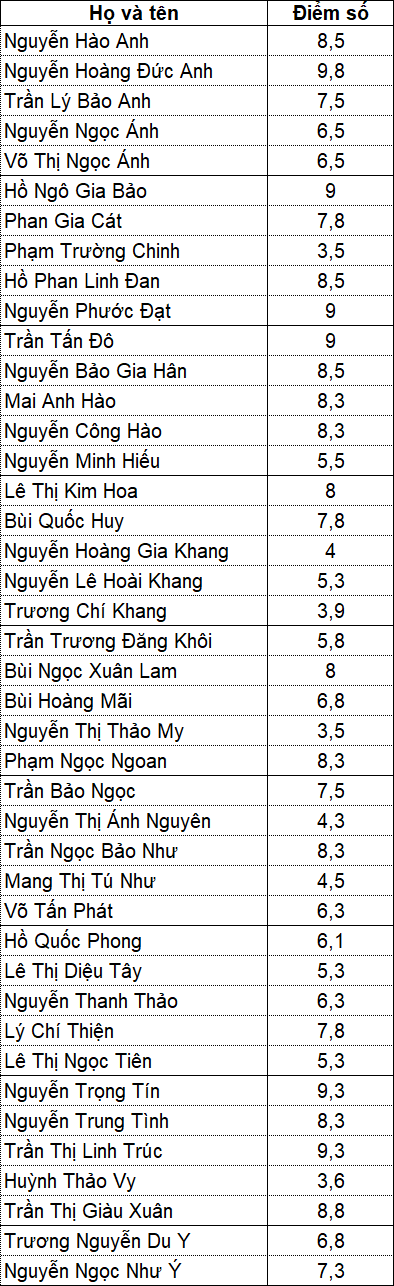 Họ và tên Điểm số
Nguyễn Hào Anh 8,5
Nguyễn Hoàng Đức Anh 9,8
Trần Lý Bảo Anh 7,5
Nguyễn Ngọc Ánh 6,5
Võ Thị Ngọc Ánh 6,5
Hồ Ngô Gia Bảo 9
Phan Gia Cát 7,8
Phạm Trường Chinh 3,5
Hồ Phan Linh Đan 8,5
Nguyễn Phước Đạt 9
Trần Tấn Đô 9
Nguyễn Bảo Gia Hân 8,5
Mai Anh Hào 8,3
Nguyễn Công Hào 8,3
Nguyễn Minh Hiếu 5,5
Lê Thị Kim Hoa 8
Bùi Quốc Huy 7,8
Nguyễn Hoàng Gia Khang 4
Nguyễn Lê Hoài Khang 5,3
Trương Chí Khang 3,9
Trần Trương Đăng Khôi 5,8
Bùi Ngọc Xuân Lam 8
Bùi Hoàng Mãi 6,8
Nguyễn Thị Thảo My 3,5
Phạm Ngọc Ngoan 8,3
Trần Bảo Ngọc 7,5
Nguyễn Thị Ánh Nguyên 4,3
Trần Ngọc Bảo Như 8,3
Mang Thị Tú Như 4,5
Võ Tấn Phát 6,3
Hồ Quốc Phong 6,1
Lê Thị Diệu Tây 5,3
Nguyễn Thanh Thảo 6,3
Lý Chí Thiện 7,8
Lê Thị Ngọc Tiên 5,3
Nguyễn Trọng Tín 9,3
Nguyễn Trung Tình 8,3
Trần Thị Linh Trúc 9,3
Huỳnh Thảo Vy 3,6
Trần Thị Giàu Xuân 8,8
Trương Nguyễn Du Y 6,8
Nguyễn Ngọc Như Ý 7,3